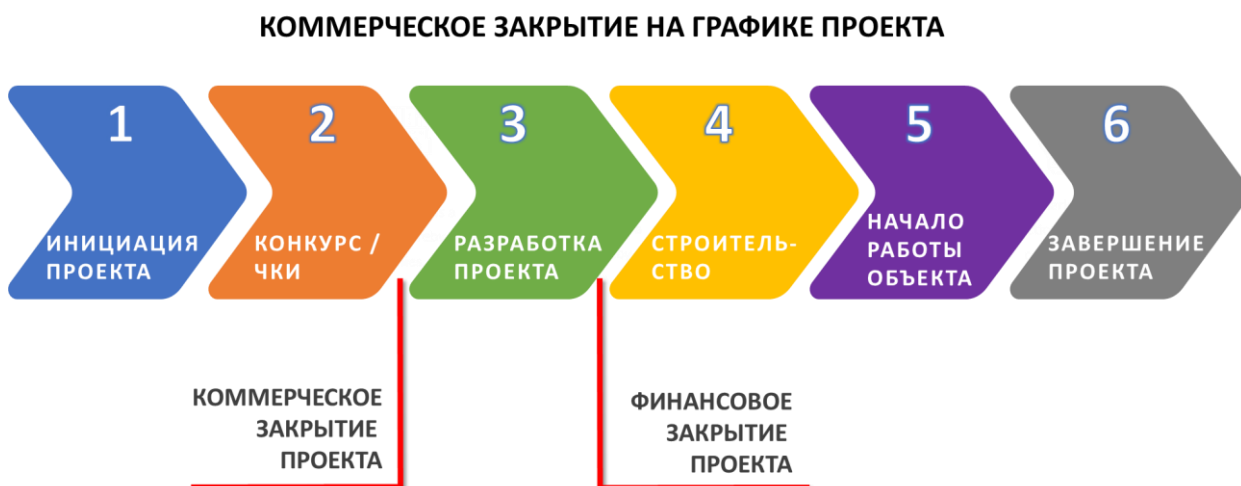 КОММЕРЧЕСКОЕ ЗАКРЫТИЕ НА ГРАФИКЕ ПРОЕКТА
1
ИНИЦИАЦИЯ
ПРОЕКТА
2
КОНКУРС /
ЧКИ
3
РАЗРАБОТКА
ПРОЕКТА
4
СТРОИТЕЛЬ-
СТВО
5
НАЧАЛО
РАБОТЫ
ОБЪЕКТА
6
ЗАВЕРШЕНИЕ
ПРОЕКТА
КОММЕРЧЕСКОЕ
ЗАКРЫТИЕ
ПРОЕКТА
ФИНАНСОВОЕ
ЗАКРЫТИЕ
ПРОЕКТА